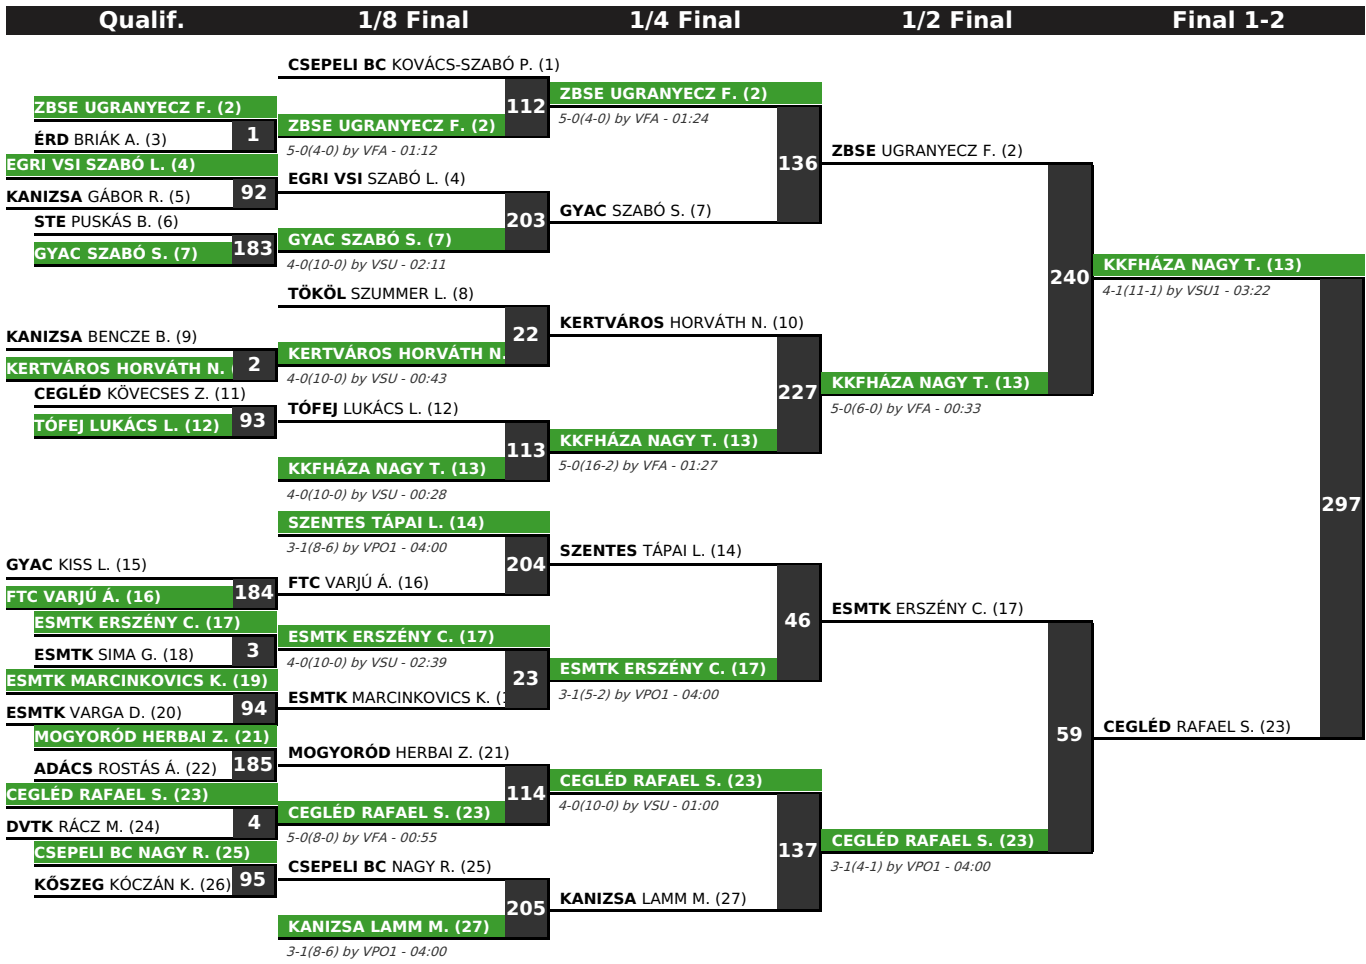 Qualif.
1/8 Final
1/4 Final
1/2 Final
Final 1-2
ZBSE UGRANYECZ F. (2)
1
ÉRD BRIÁK A. (3)
EGRI VSI SZABÓ L. (4)
92
KANIZSA GÁBOR R. (5)
STE PUSKÁS B. (6)
183
GYAC SZABÓ S. (7)
KANIZSA BENCZE B. (9)
2
KERTVÁROS HORVÁTH N. (
CEGLÉD KÖVECSES Z. (11)
93
TÓFEJ LUKÁCS L. (12)
GYAC KISS L. (15)
184
FTC VARJÚ Á. (16)
ESMTK ERSZÉNY C. (17)
3
ESMTK SIMA G. (18)
ESMTK MARCINKOVICS K. (19)
94
ESMTK VARGA D. (20)
MOGYORÓD HERBAI Z. (21)
185
ADÁCS ROSTÁS Á. (22)
CEGLÉD RAFAEL S. (23)
4
DVTK RÁCZ M. (24)
CSEPELI BC NAGY R. (25)
95
KŐSZEG KÓCZÁN K. (26)
CSEPELI BC KOVÁCS-SZABÓ P. (1)
112
ZBSE UGRANYECZ F. (2)
5-0(4-0) by VFA - 01:12
EGRI VSI SZABÓ L. (4)
203
GYAC SZABÓ S. (7)
4-0(10-0) by VSU - 02:11
TÖKÖL SZUMMER L. (8)
22
KERTVÁROS HORVÁTH N.
4-0(10-0) by VSU - 00:43
TÓFEJ LUKÁCS L. (12)
113
KKFHÁZA NAGY T. (13)
4-0(10-0) by VSU - 00:28
SZENTES TÁPAI L. (14)
3-1(8-6) by VPO1 - 04:00
204
FTC VARJÚ Á. (16)
ESMTK ERSZÉNY C. (17)
4-0(10-0) by VSU - 02:39
23
ESMTK MARCINKOVICS K. (
MOGYORÓD HERBAI Z. (21)
114
CEGLÉD RAFAEL S. (23)
5-0(8-0) by VFA - 00:55
CSEPELI BC NAGY R. (25)
205
KANIZSA LAMM M. (27)
3-1(8-6) by VPO1 - 04:00
ZBSE UGRANYECZ F. (2)
5-0(4-0) by VFA - 01:24
136
GYAC SZABÓ S. (7)
KERTVÁROS HORVÁTH N. (10)
227
KKFHÁZA NAGY T. (13)
5-0(16-2) by VFA - 01:27
SZENTES TÁPAI L. (14)
46
ESMTK ERSZÉNY C. (17)
3-1(5-2) by VPO1 - 04:00
CEGLÉD RAFAEL S. (23)
4-0(10-0) by VSU - 01:00
137
KANIZSA LAMM M. (27)
ZBSE UGRANYECZ F. (2)
240
KKFHÁZA NAGY T. (13)
5-0(6-0) by VFA - 00:33
ESMTK ERSZÉNY C. (17)
59
CEGLÉD RAFAEL S. (23)
3-1(4-1) by VPO1 - 04:00
KKFHÁZA NAGY T. (13)
4-1(11-1) by VSU1 - 03:22
297
CEGLÉD RAFAEL S. (23)